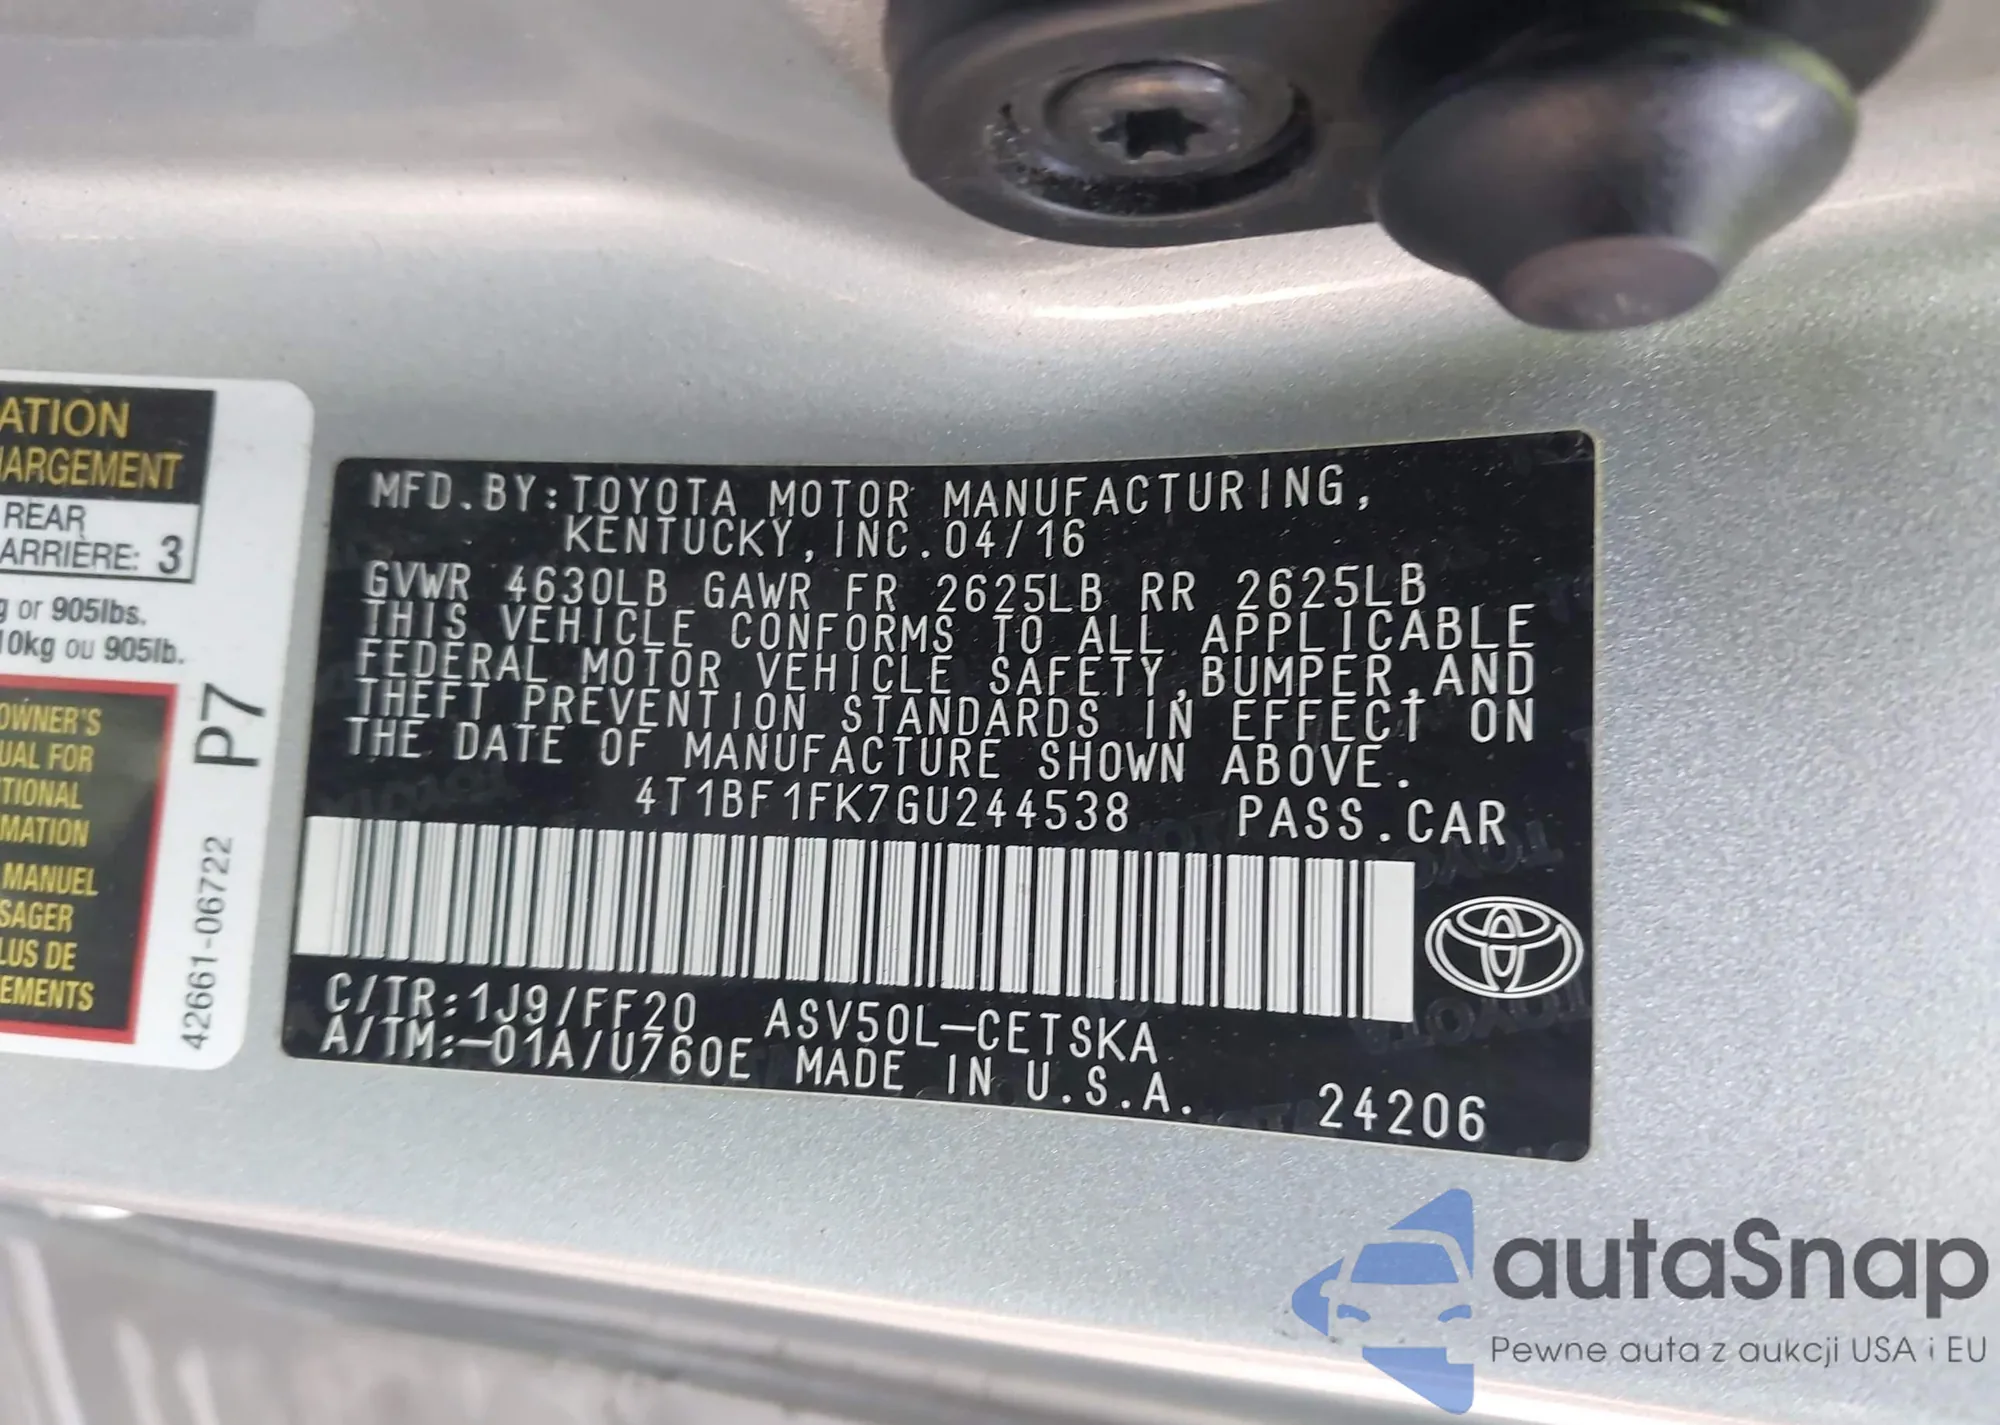 ATION
ARGEMENT
REAR
ARRIÈRE: 3
g or 905lbs.
10kg ou 905lb.
OWNER'S
UAL FOR
TIONAL
MATION
MANUEL
SAGER
LUS DE
EMENTS
P7
42661-06722
MFD.BY:TOYOTA MOTOR MANUFACTURING,
KENTUCKY,INC.04/16
GVWR 4630LB GAWR FR 2625LB RR 2625LB
THIS VEHICLE CONFORMS TO ALL APPLICABLE
FEDERAL MOTOR VEHICLE SAFETY,BUMPER,AND
THEFT PREVENTION STANDARDS IN EFFECT ON
THE DATE OF MANUFACTURE SHOWN ABOVE.
4T1BF1FK7GU244538 PASS.CAR
C/TR:1J9/FF20 ASV50L-CETSKA
A/TM:-01A/U760E MADE IN U.S.A.
24206
autaSnap
Pewne auta z aukcji USA i EU